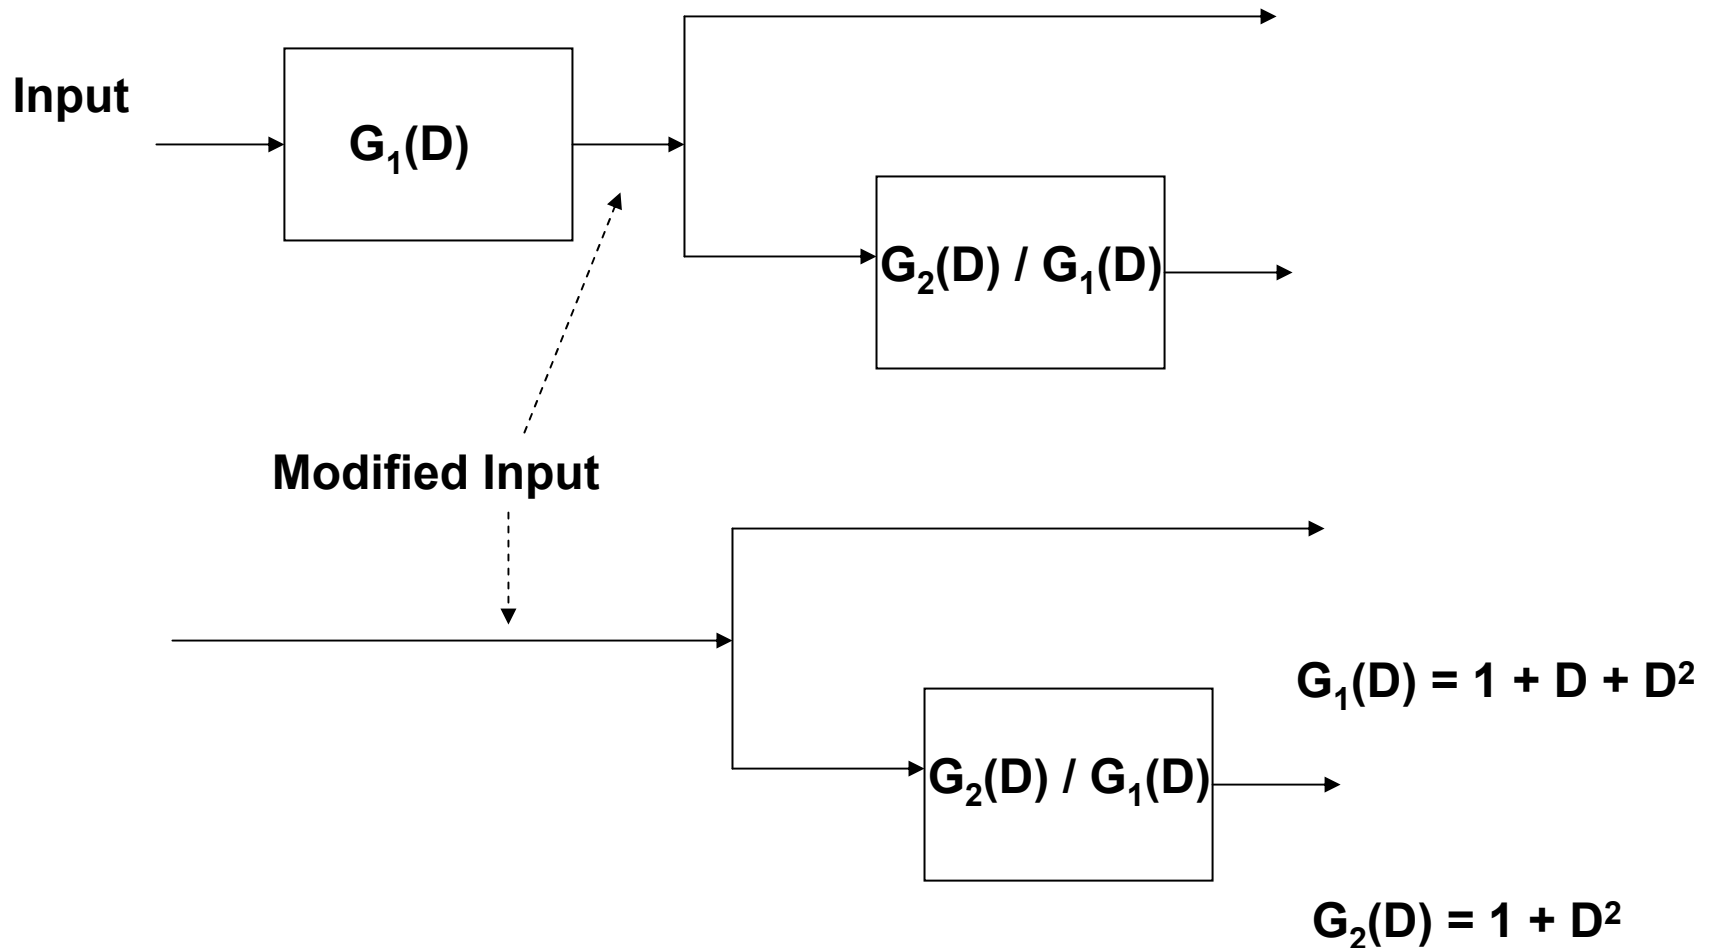 Input
G₁(D)
G₂(D) / G₁(D)
Modified Input
G₁(D) = 1 + D + D²
G₂(D) / G₁(D)
G₂(D) = 1 + D²